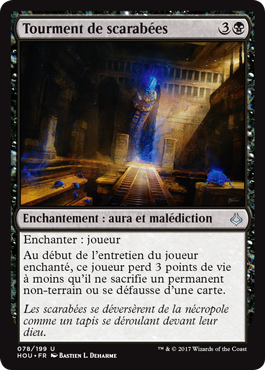 Tourment de scarabées 3
Enchantement : aura et malédiction
Enchanter : joueur
Au début de l'entretien du joueur
enchanté, ce joueur perd 3 points de vie
à moins qu'il ne sacrifie un permanent
non-terrain ou se défausse d'une carte.
Les scarabées se déversèrent de la nécropole
comme un tapis se déroulant devant leur
dieu.
078/199 U
HOU • FR Bastien L. Deharme
™ & © 2017 Wizards of the Coast